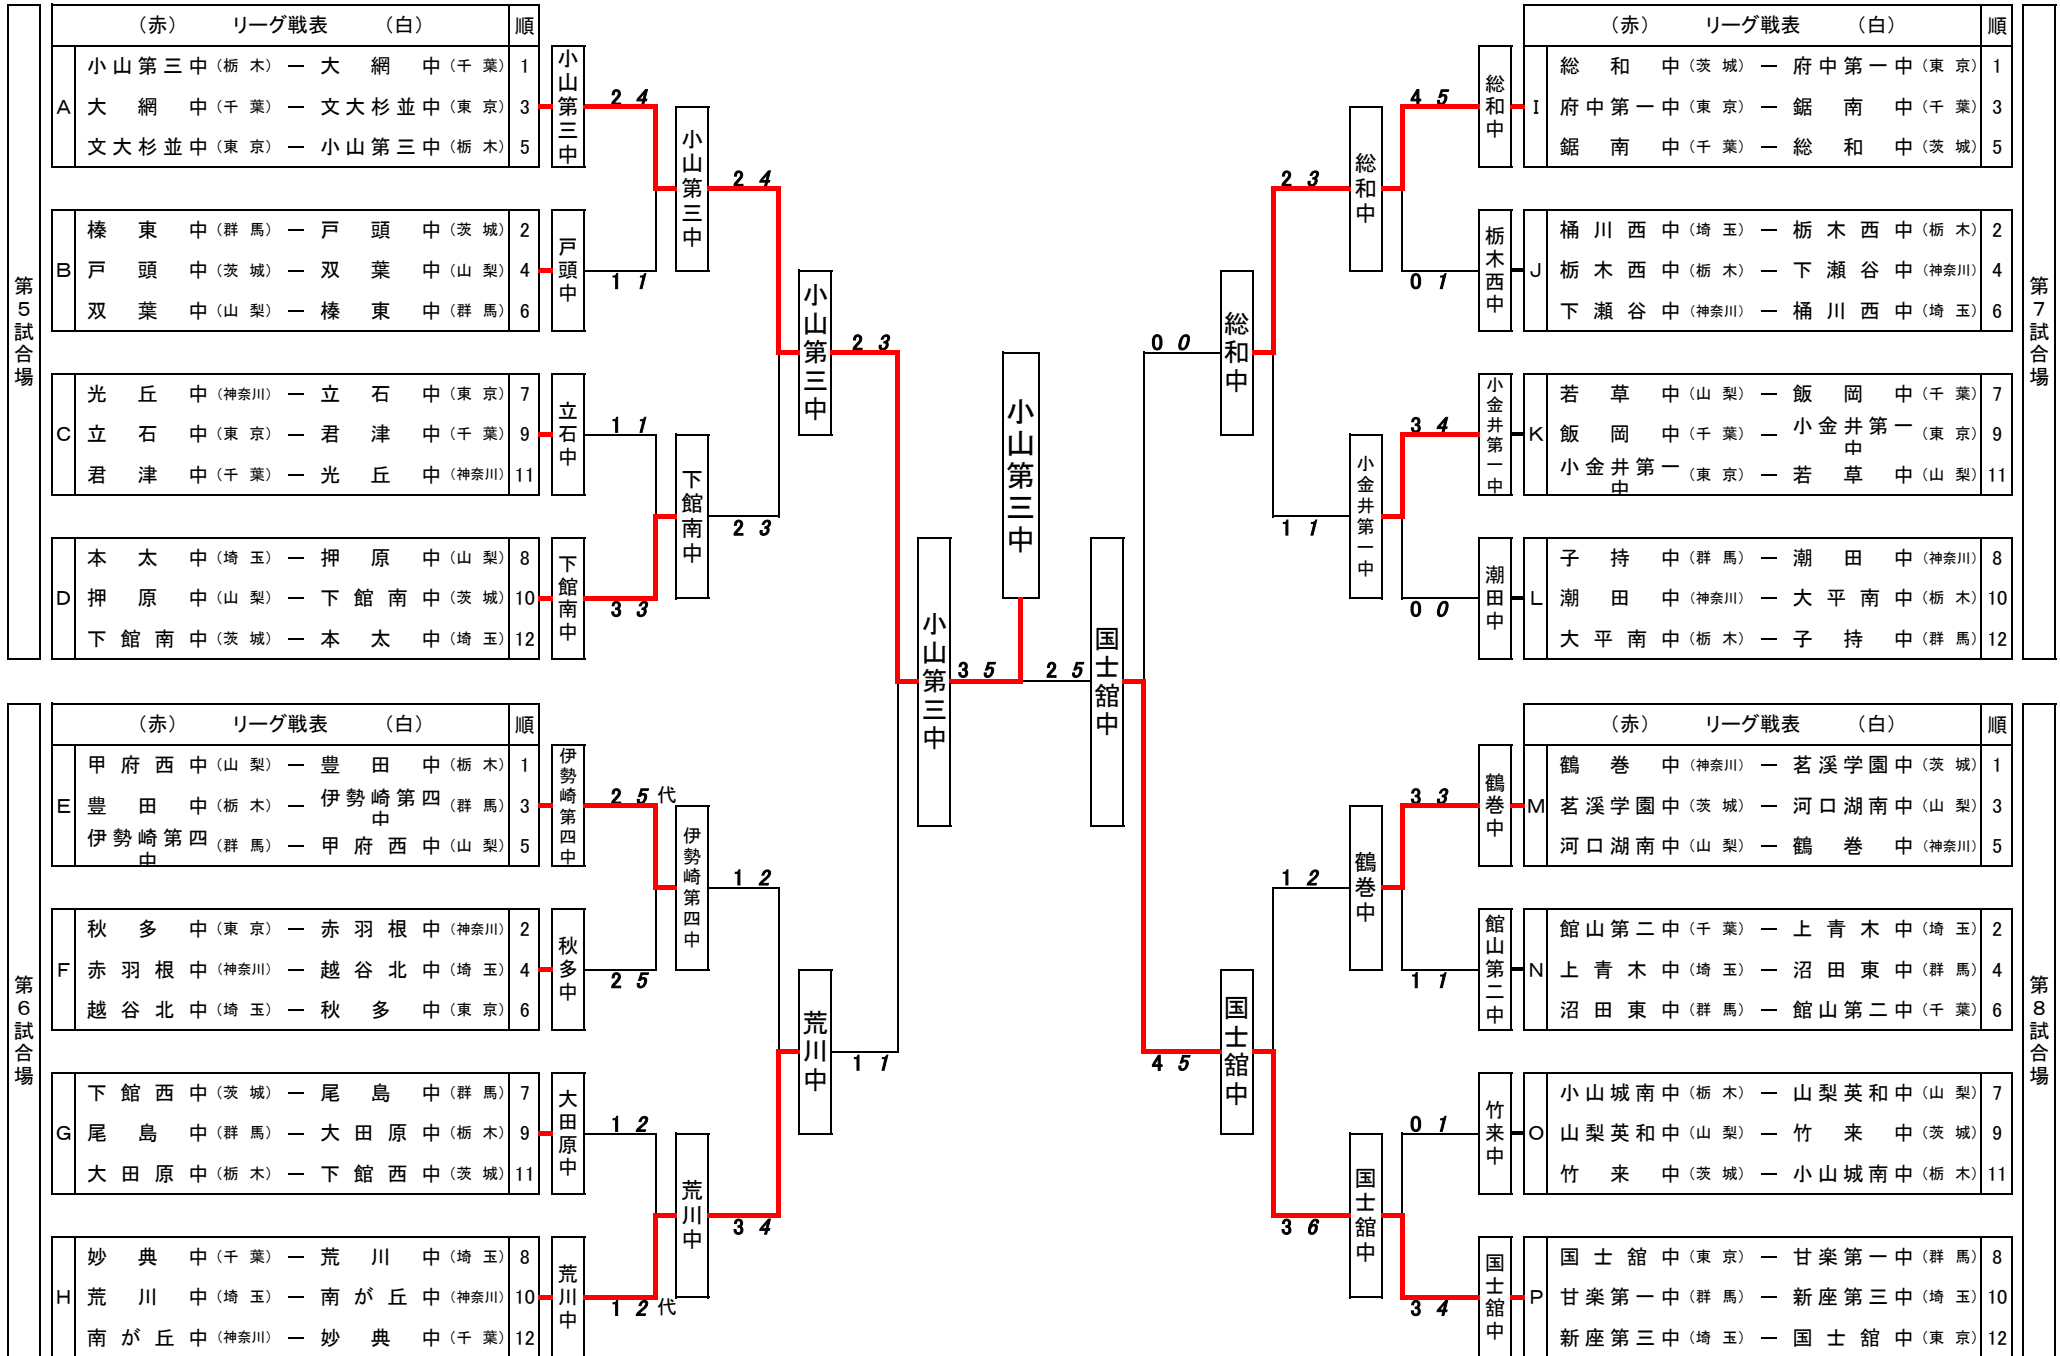 第５試合場
（赤） リーグ戦表 （白） 順
A
小山第三中（栃 木） ー 大 網 中（千 葉） 1
大 網 中（千 葉） ー 文大杉並中（東 京） 3
文大杉並中（東 京） ー 小山第三中（栃 木） 5
小山第三中
2 4
B
榛 東 中（群 馬） ー 戸 頭 中（茨 城） 2
戸 頭 中（茨 城） ー 双 葉 中（山 梨） 4
双 葉 中（山 梨） ー 榛 東 中（群 馬） 6
戸頭中
1 1
小山第三中
2 4
C
光 丘 中（神奈川） ー 立 石 中（東 京） 7
立 石 中（東 京） ー 君 津 中（千 葉） 9
君 津 中（千 葉） ー 光 丘 中（神奈川） 11
立石中
1 1
D
本 太 中（埼 玉） ー 押 原 中（山 梨） 8
押 原 中（山 梨） ー 下館南中（茨 城） 10
下館南中（茨 城） ー 本 太 中（埼 玉） 12
下館南中
3 3
下館南中
2 3
小山第三中
2 3
第６試合場
（赤） リーグ戦表 （白） 順
E
甲府西中（山 梨） ー 豊 田 中（栃 木） 1
豊 田 中（栃 木） ー 伊勢崎第四中（群 馬） 3
伊勢崎第四中（群 馬） ー 甲府西中（山 梨） 5
伊勢崎第四中
2 5 代
F
秋 多 中（東 京） ー 赤羽根中（神奈川） 2
赤羽根中（神奈川） ー 越谷北中（埼 玉） 4
越谷北中（埼 玉） ー 秋 多 中（東 京） 6
秋多中
2 5
伊勢崎第四中
1 2
G
下館西中（茨 城） ー 尾 島 中（群 馬） 7
尾 島 中（群 馬） ー 大田原中（栃 木） 9
大田原中（栃 木） ー 下館西中（茨 城） 11
大田原中
1 2
H
妙 典 中（千 葉） ー 荒 川 中（埼 玉） 8
荒 川 中（埼 玉） ー 南が丘中（神奈川） 10
南が丘中（神奈川） ー 妙 典 中（千 葉） 12
荒川中
1 2 代
荒川中
3 4
荒川中
1 1
小山第三中
3 5
小山第三中
2 5
国士舘中
第７試合場
（赤） リーグ戦表 （白） 順
I
総 和 中（茨 城） ー 府中第一中（東 京） 1
府中第一中（東 京） ー 鋸 南 中（千 葉） 3
鋸 南 中（千 葉） ー 総 和 中（茨 城） 5
総和中
4 5
J
桶川西中（埼 玉） ー 栃木西中（栃 木） 2
栃木西中（栃 木） ー 下瀬谷中（神奈川） 4
下瀬谷中（神奈川） ー 桶川西中（埼 玉） 6
栃木西中
0 1
総和中
2 3
K
若 草 中（山 梨） ー 飯 岡 中（千 葉） 7
飯 岡 中（千 葉） ー 小金井第一中（東 京） 9
小金井第一中（東 京） ー 若 草 中（山 梨） 11
小金井第一中
3 4
L
子 持 中（群 馬） ー 潮 田 中（神奈川） 8
潮 田 中（神奈川） ー 大平南中（栃 木） 10
大平南中（栃 木） ー 子 持 中（群 馬） 12
潮田中
0 0
小金井第一中
1 1
総和中
0 0
第８試合場
（赤） リーグ戦表 （白） 順
M
鶴 巻 中（神奈川） ー 茗溪学園中（茨 城） 1
茗溪学園中（茨 城） ー 河口湖南中（山 梨） 3
河口湖南中（山 梨） ー 鶴 巻 中（神奈川） 5
鶴巻中
3 3
N
館山第二中（千 葉） ー 上青木中（埼 玉） 2
上青木中（埼 玉） ー 沼田東中（群 馬） 4
沼田東中（群 馬） ー 館山第二中（千 葉） 6
館山第二中
1 1
鶴巻中
1 2
O
小山城南中（栃 木） ー 山梨英和中（山 梨） 7
山梨英和中（山 梨） ー 竹 来 中（茨 城） 9
竹 来 中（茨 城） ー 小山城南中（栃 木） 11
竹来中
0 1
P
国士舘中（東 京） ー 甘楽第一中（群 馬） 8
甘楽第一中（群 馬） ー 新座第三中（埼 玉） 10
新座第三中（埼 玉） ー 国士舘中（東 京） 12
国士舘中
3 4
国士舘中
3 6
国士舘中
4 5